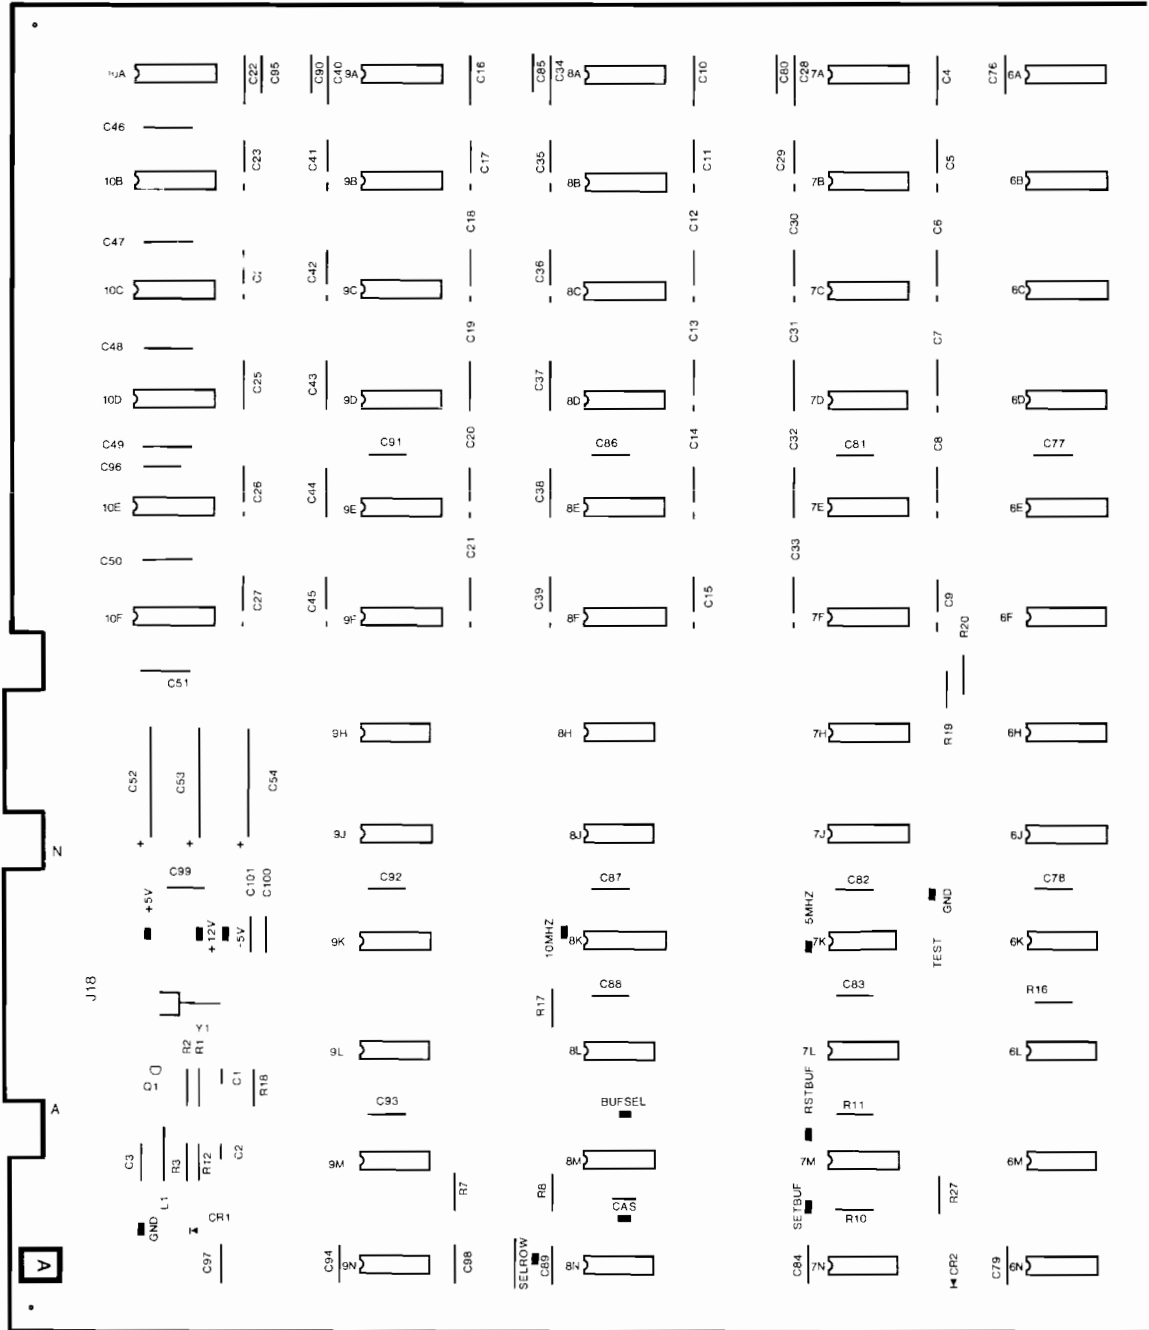 C22
C95
C90
C40
9A
C16
C85
C34
8A
C10
C80
C28
7A
C4
C76
6A
C46
10B
C23
C41
9B
C17
C35
8B
C11
C29
7B
C5
6B
C47
10C
C42
9C
C18
C36
8C
C12
C30
7C
C6
6C
C48
10D
C25
C43
9D
C19
C37
8D
C13
C31
7D
C7
6D
C49
C96
10E
C26
C44
C91
9E
C20
C38
C86
8E
C14
C32
C81
7E
C8
C77
6E
C50
10F
C27
C45
9F
C21
C39
8F
C15
C33
7F
C9
R20
6F
C51
C52
C53
C54
9H
8H
7H
R19
6H
+
+
+
9J
8J
7J
6J
N
C99
C101
C100
C92
C87
C82
GND
C78
+5V
+12V
-5V
9K
10MHZ
8K
5MHZ
7K
TEST
6K
J18
Y1
R17
C88
C83
R16
R2
R1
9L
8L
7L
6L
Q1
C1
R18
A
C93
BUFSEL
RSTBUF
R11
C3
L1
R3
R12
C2
9M
8M
7M
6M
GND
CR1
R7
R8
CAS
SETBUF
R10
R27
A
C97
C94
9N
C98
SELROW
C89
8N
C84
7N
CR2
C79
6N